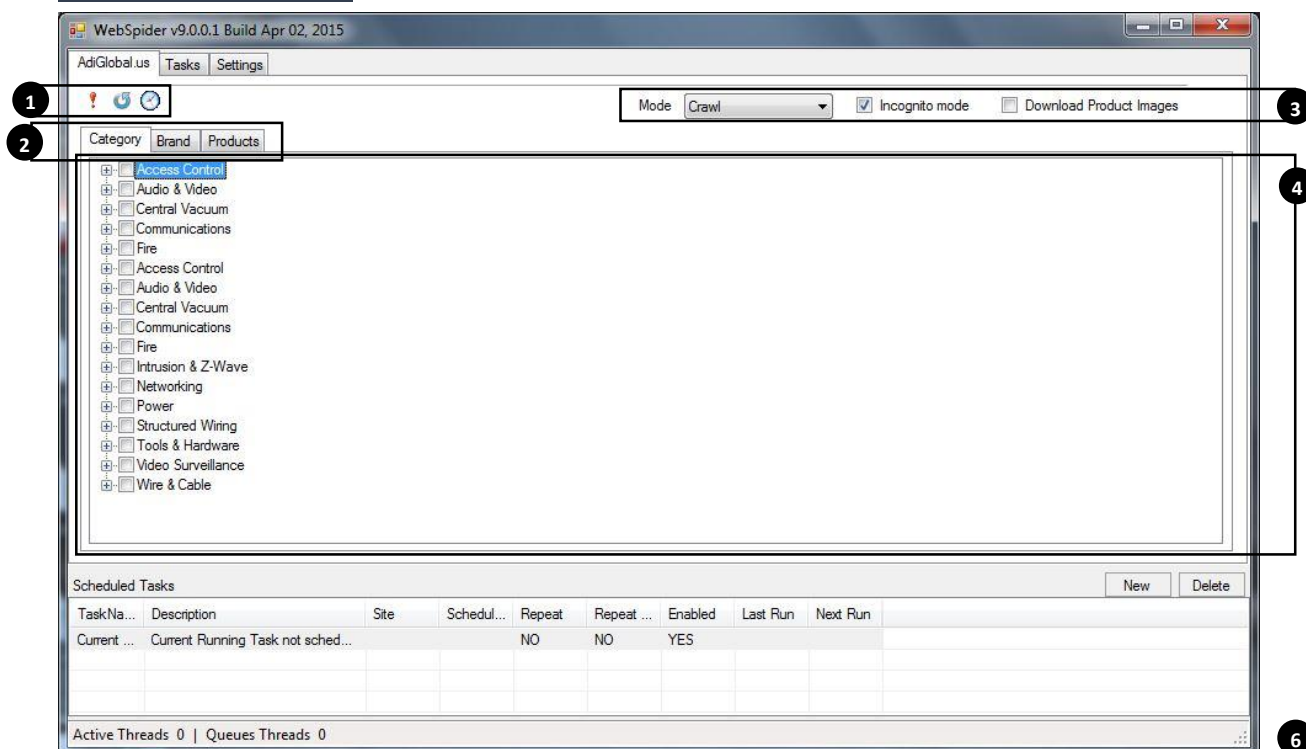 WebSpider v9.0.0.1 Build Apr 02, 2015
AdiGlobal.us Tasks Settings
1
Mode Crawl Incognito mode Download Product Images
3
2
Category Brand Products
Access Control
4
Audio & Video
Central Vacuum
Communications
Fire
Access Control
Audio & Video
Central Vacuum
Communications
Fire
Intrusion & Z-Wave
Networking
Power
Structured Wiring
Tools & Hardware
Video Surveillance
Wire & Cable
Scheduled Tasks New Delete
TaskNa... Description Site Schedul... Repeat Repeat ... Enabled Last Run Next Run
Current ... Current Running Task not sched... NO NO YES
Active Threads 0 | Queues Threads 0
6